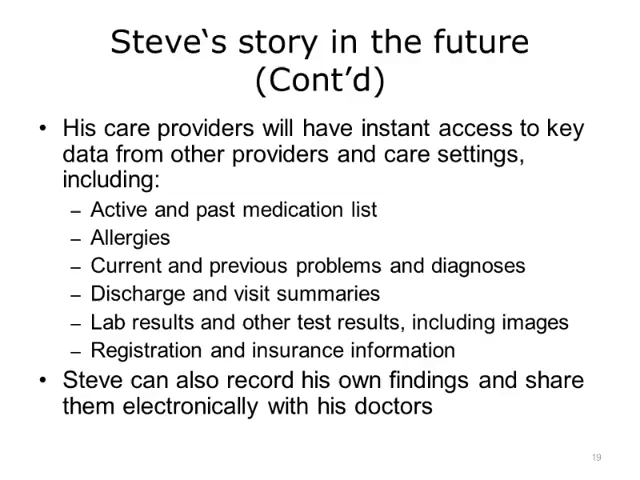 Steve‘s story in the future
(Cont’d)
• His care providers will have instant access to key
data from other providers and care settings,
including:
– Active and past medication list
– Allergies
– Current and previous problems and diagnoses
– Discharge and visit summaries
– Lab results and other test results, including images
– Registration and insurance information
• Steve can also record his own findings and share
them electronically with his doctors
19